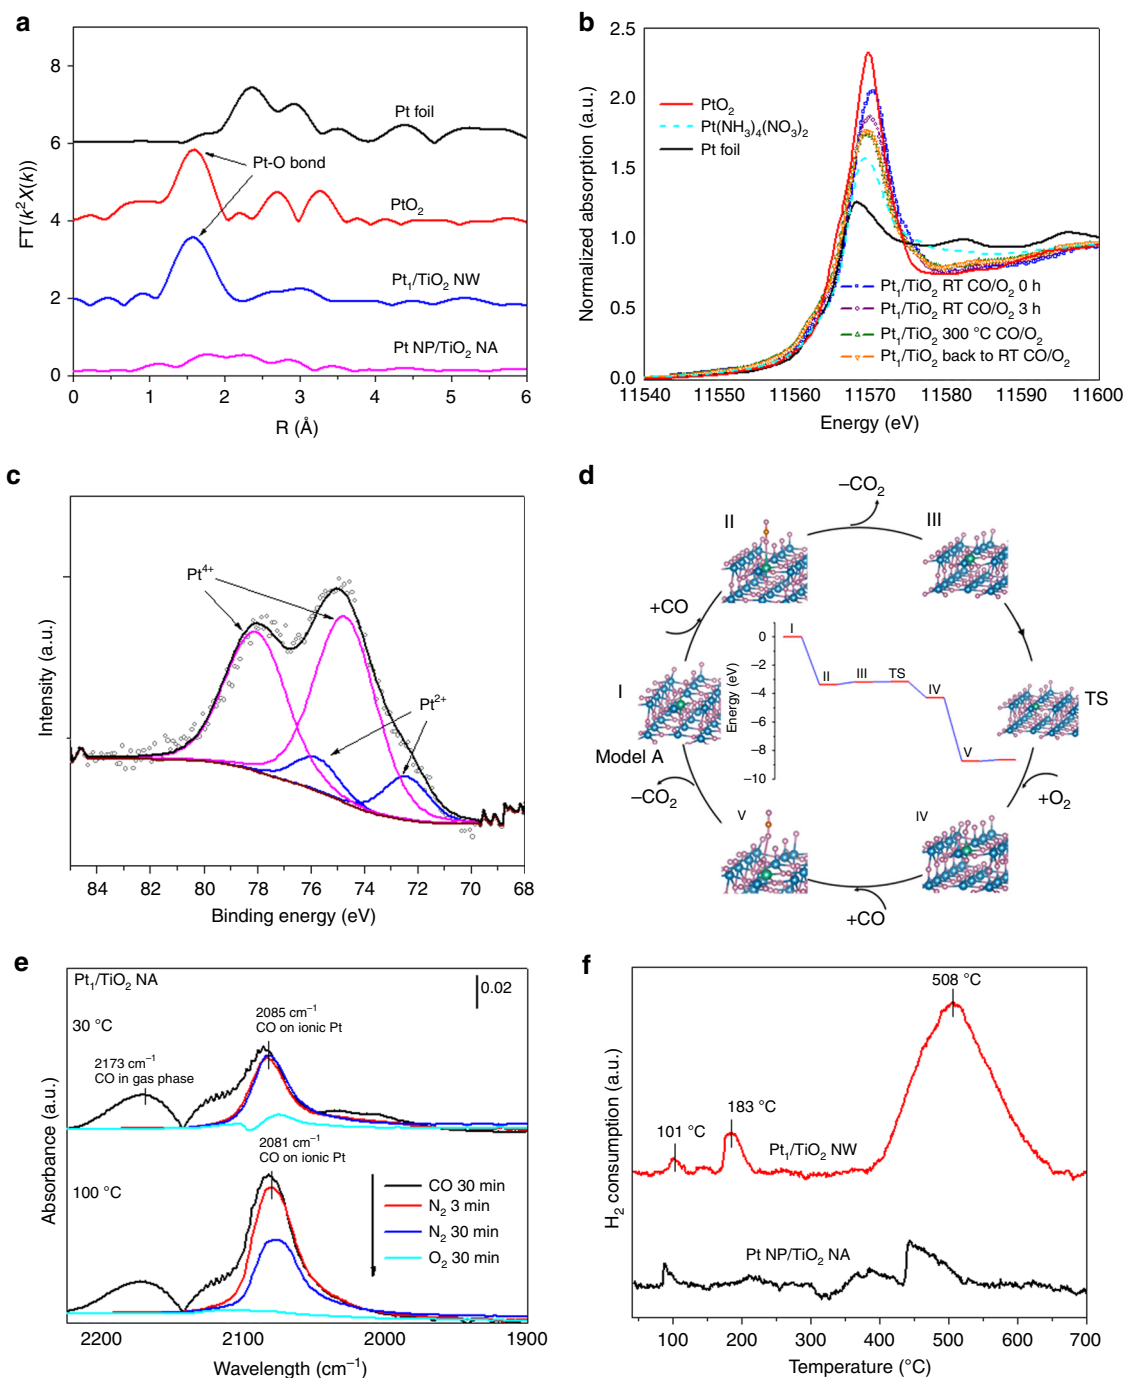 a
FT(k²X(k))
8
6
4
2
0
Pt foil
Pt-O bond
PtO₂
Pt₁/TiO₂ NW
Pt NP/TiO₂ NA
0 1 2 3 4 5 6
R (Å)
b
Normalized absorption (a.u.)
2.5
2.0
1.5
1.0
0.5
0.0
PtO₂
Pt(NH₃)₄(NO₃)₂
Pt foil
Pt₁/TiO₂ RT CO/O₂ 0 h
Pt₁/TiO₂ RT CO/O₂ 3 h
Pt₁/TiO₂ 300 °C CO/O₂
Pt₁/TiO₂ back to RT CO/O₂
11540 11550 11560 11570 11580 11590 11600
Energy (eV)
c
Intensity (a.u.)
Pt⁴⁺
Pt²⁺
84 82 80 78 76 74 72 70 68
Binding energy (eV)
d
−CO₂
II
III
+CO
I
Model A
TS
−CO₂
+O₂
V
IV
+CO
Energy (eV)
0
−2
−4
−6
−8
−10
I
II
III
TS
IV
V
e
Absorbance (a.u.)
Pt₁/TiO₂ NA
0.02
30 °C
2085 cm⁻¹
CO on ionic Pt
2173 cm⁻¹
CO in gas phase
2081 cm⁻¹
CO on ionic Pt
100 °C
CO 30 min
N₂ 3 min
N₂ 30 min
O₂ 30 min
2200 2100 2000 1900
Wavelength (cm⁻¹)
f
H₂ consumption (a.u.)
508 °C
183 °C
101 °C
Pt₁/TiO₂ NW
Pt NP/TiO₂ NA
100 200 300 400 500 600 700
Temperature (°C)